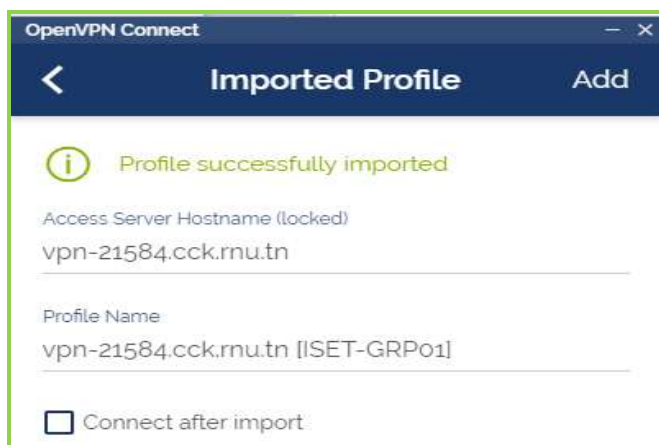 OpenVPN Connect
Imported Profile Add
Profile successfully imported
Access Server Hostname (locked)
vpn-21584.cck.rnu.tn
Profile Name
vpn-21584.cck.rnu.tn [ISET-GRP01]
Connect after import